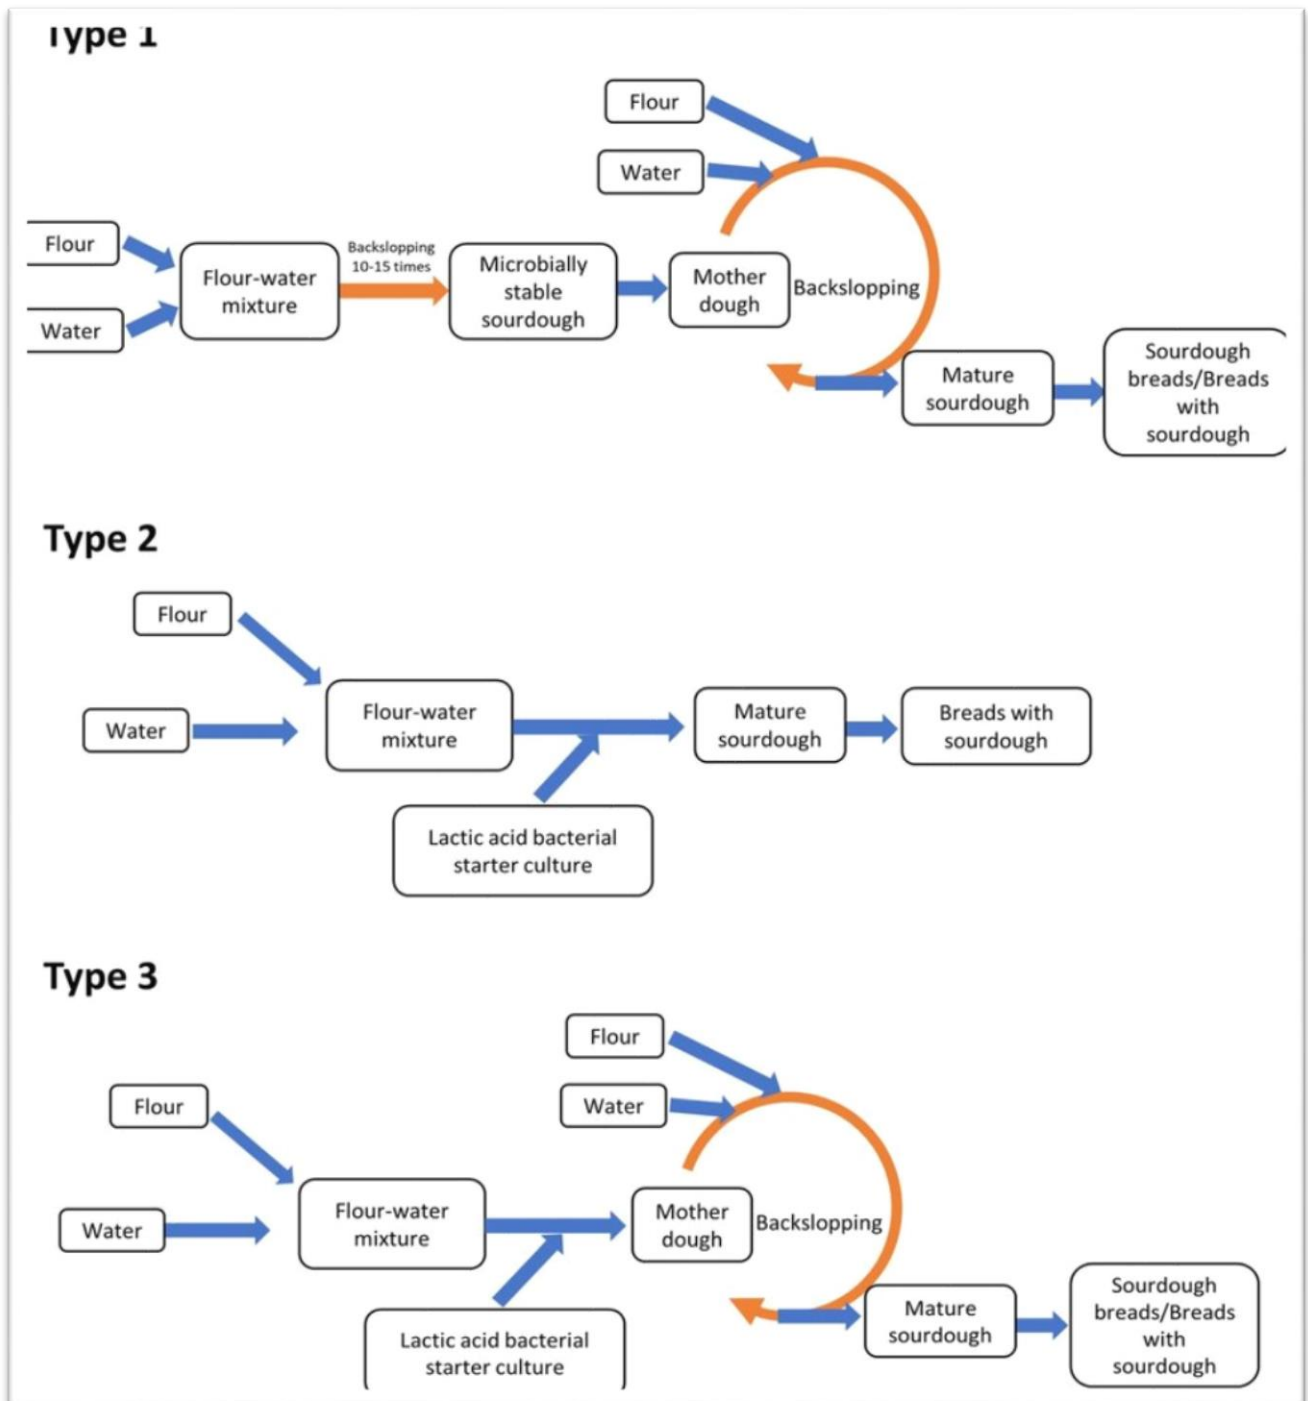 Type 1
Flour
Water
Flour
Water
Flour-water
mixture
Backslopping
10-15 times
Microbially
stable
sourdough
Mother
dough
Backslopping
Mature
sourdough
Sourdough
breads/Breads
with
sourdough
Type 2
Flour
Water
Flour-water
mixture
Lactic acid bacterial
starter culture
Mature
sourdough
Breads with
sourdough
Type 3
Flour
Water
Flour
Water
Flour-water
mixture
Lactic acid bacterial
starter culture
Mother
dough
Backslopping
Mature
sourdough
Sourdough
breads/Breads
with
sourdough